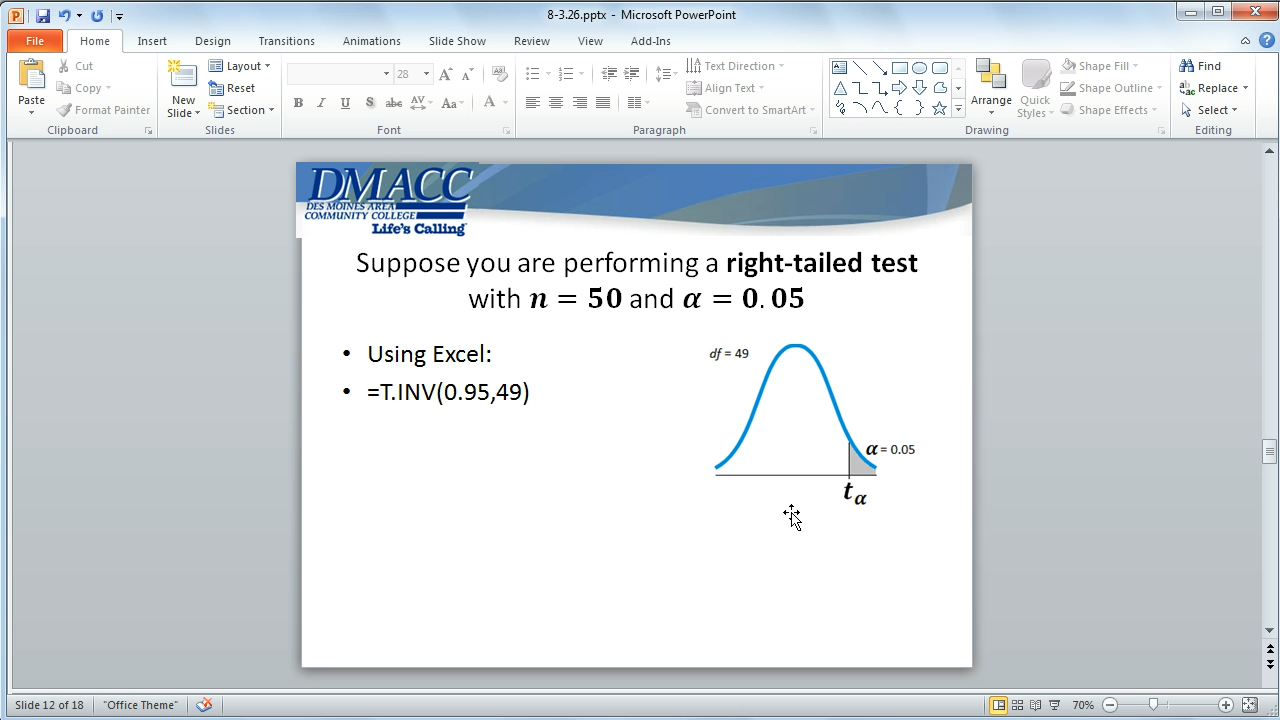 8-3.26.pptx - Microsoft PowerPoint
File Home Insert Design Transitions Animations Slide Show Review View Add-Ins
Paste
Cut
Copy
Format Painter
Clipboard
New
Slide
Layout
Reset
Section
Slides
28
B I U S abc AV Aa A
Font
Text Direction
Align Text
Convert to SmartArt
Paragraph
Arrange
Quick
Styles
Shape Fill
Shape Outline
Shape Effects
Drawing
Find
Replace
Select
Editing
DMACC
DES MOINES AREA
COMMUNITY COLLEGE
Life's Calling
Suppose you are performing a right-tailed test
with n = 50 and α = 0.05
• Using Excel:
• =T.INV(0.95,49)
df = 49
α = 0.05
tα
Slide 12 of 18 "Office Theme" 70%